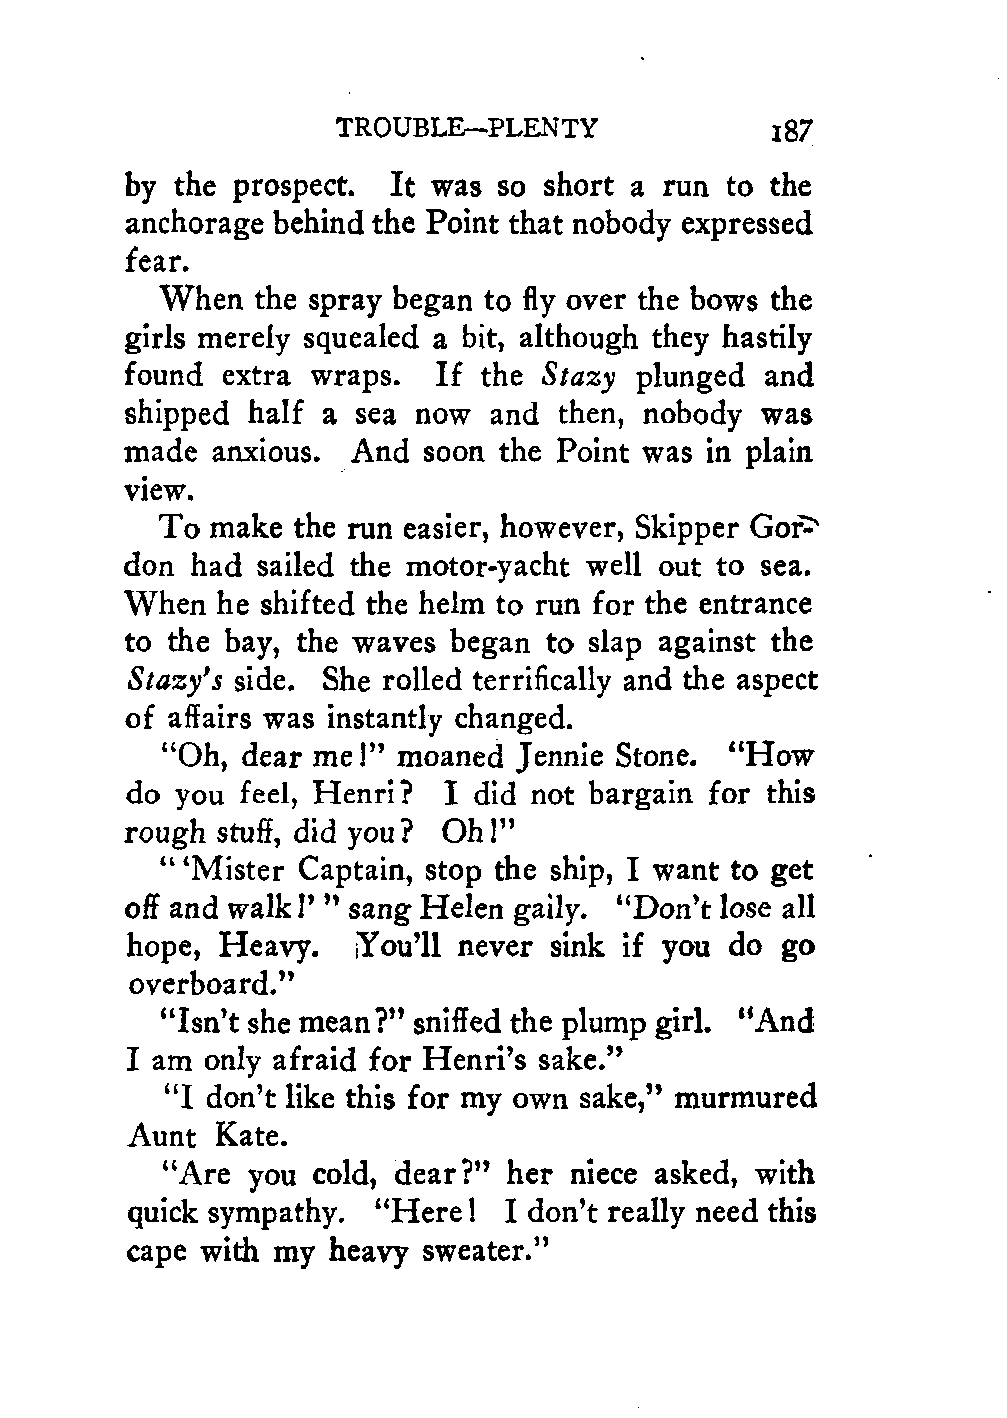 TROUBLE—PLENTY 187
by the prospect. It was so short a run to the
anchorage behind the Point that nobody expressed
fear.
When the spray began to fly over the bows the
girls merely squealed a bit, although they hastily
found extra wraps. If the Stazy plunged and
shipped half a sea now and then, nobody was
made anxious. And soon the Point was in plain
view.
To make the run easier, however, Skipper Gor-
don had sailed the motor-yacht well out to sea.
When he shifted the helm to run for the entrance
to the bay, the waves began to slap against the
Stazy's side. She rolled terrifically and the aspect
of affairs was instantly changed.
“Oh, dear me!” moaned Jennie Stone. “How
do you feel, Henri? I did not bargain for this
rough stuff, did you? Oh!”
“ ‘Mister Captain, stop the ship, I want to get
off and walk!’ ” sang Helen gaily. “Don't lose all
hope, Heavy. You'll never sink if you do go
overboard.”
“Isn't she mean?” sniffed the plump girl. “And
I am only afraid for Henri's sake.”
“I don't like this for my own sake,” murmured
Aunt Kate.
“Are you cold, dear?” her niece asked, with
quick sympathy. “Here! I don't really need this
cape with my heavy sweater.”